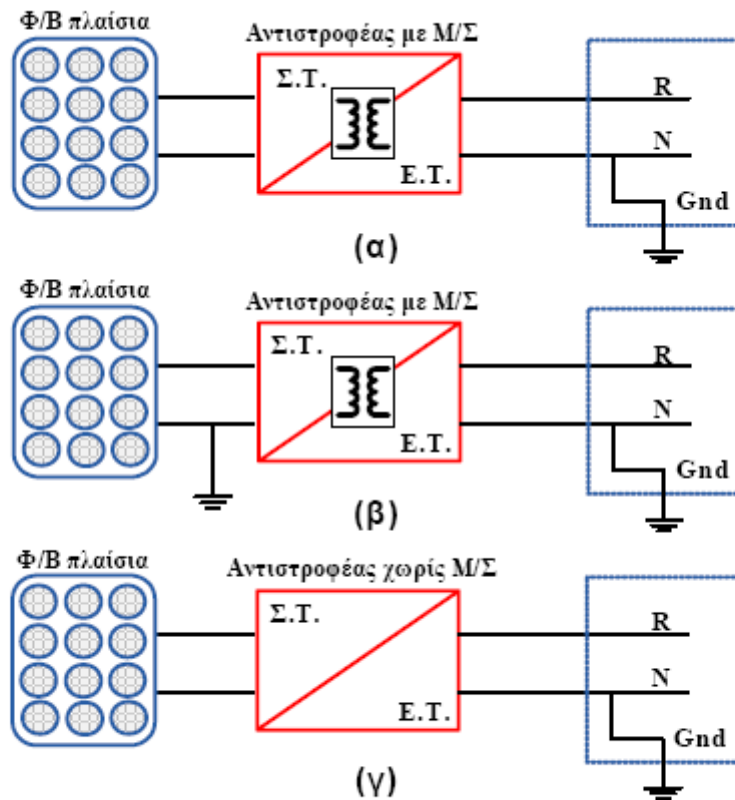 Φ/Β πλαίσια
Αντιστροφέας με Μ/Σ
Σ.Τ.
Ε.Τ.
R
N
Gnd
(α)
Φ/Β πλαίσια
Αντιστροφέας με Μ/Σ
Σ.Τ.
Ε.Τ.
R
N
Gnd
(β)
Φ/Β πλαίσια
Αντιστροφέας χωρίς Μ/Σ
Σ.Τ.
Ε.Τ.
R
N
Gnd
(γ)